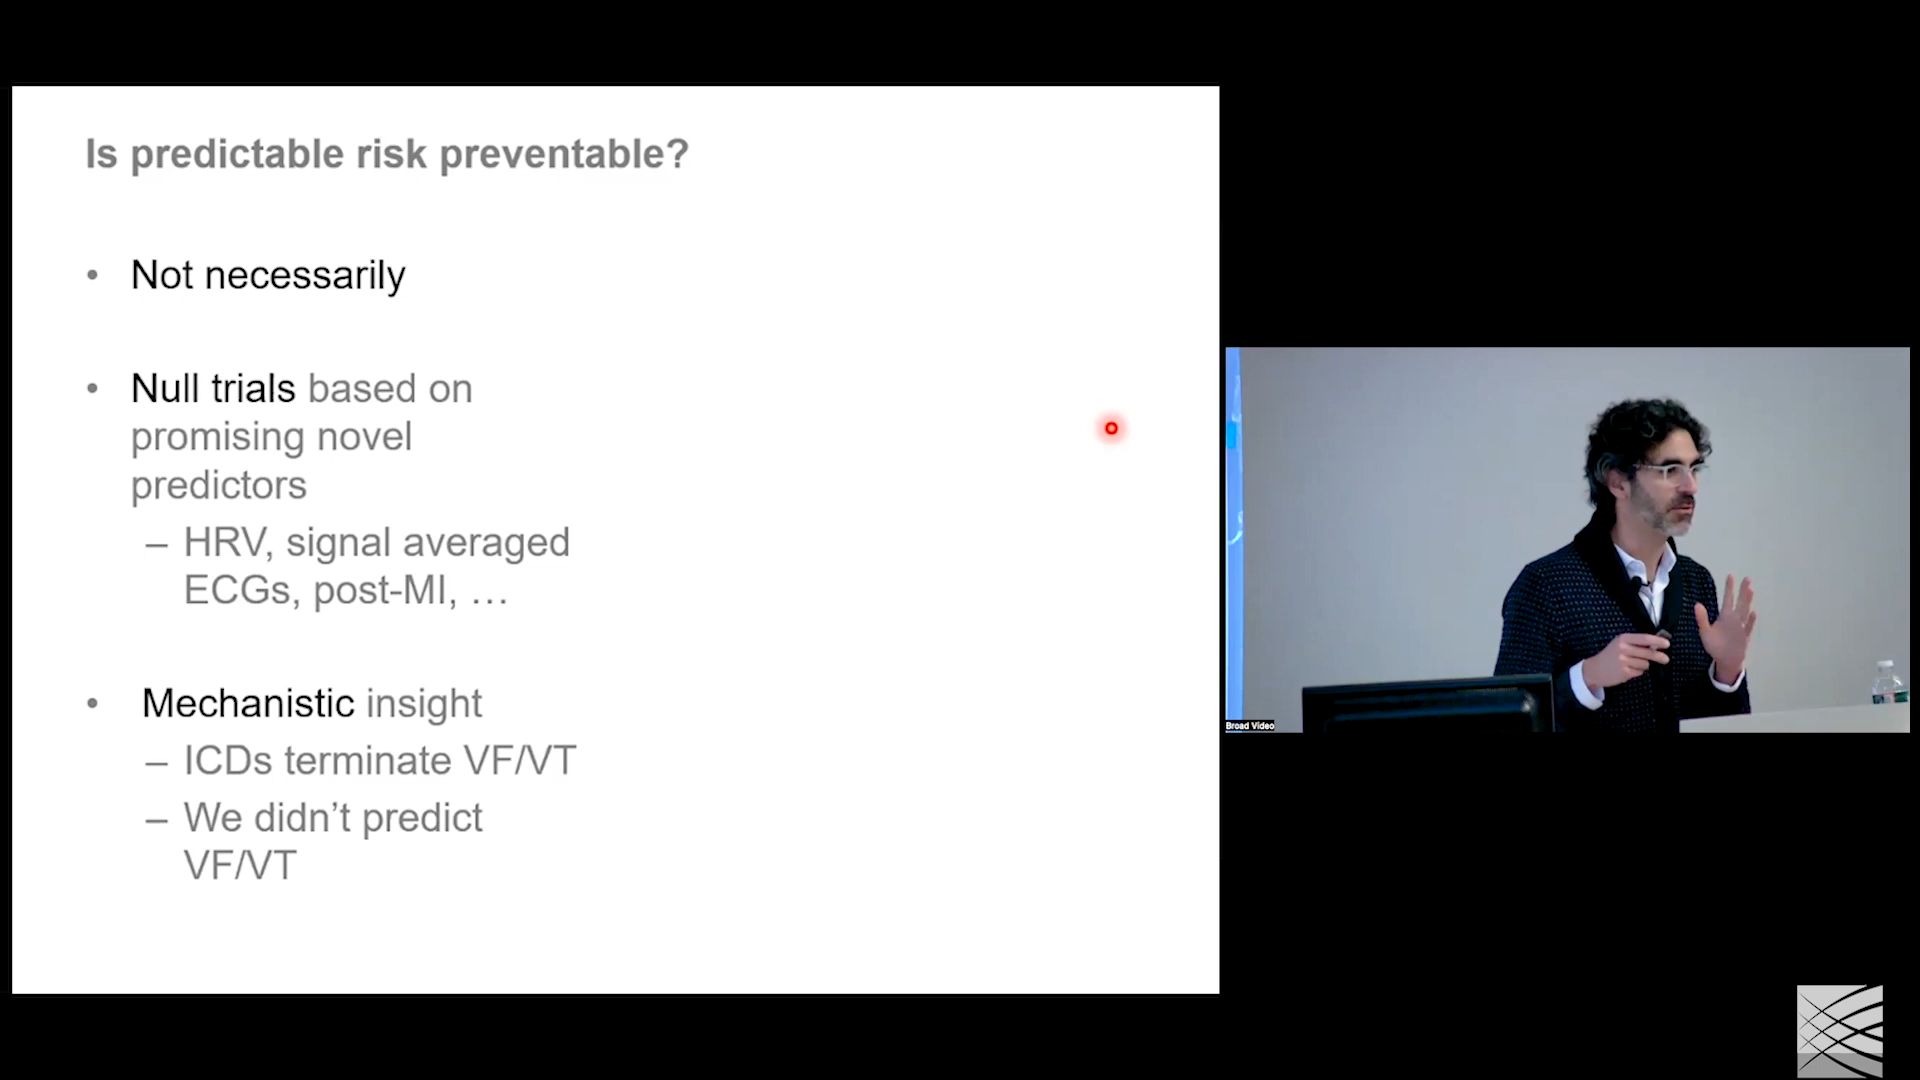 Is predictable risk preventable?
• Not necessarily
• Null trials based on
promising novel
predictors
– HRV, signal averaged
ECGs, post-MI, …
• Mechanistic insight
– ICDs terminate VF/VT
– We didn’t predict
VF/VT
Broad Video